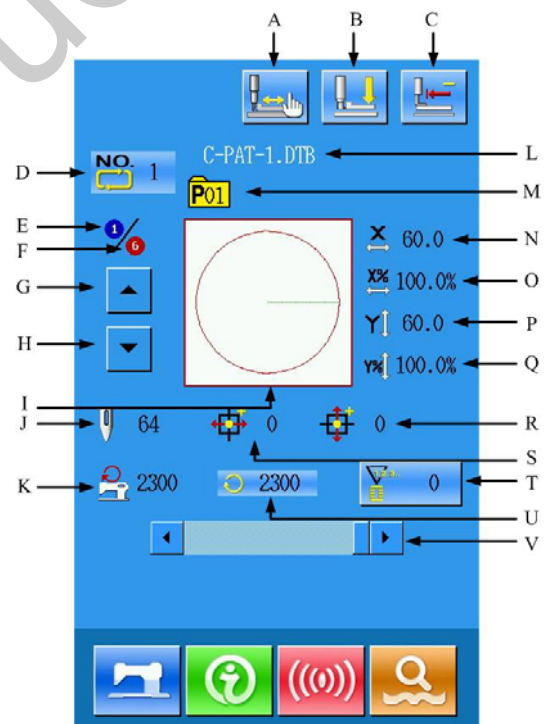 A B C
D NO. 1 C-PAT-1.DTB L
P01 M
E 1 X 60.0 N
F 6
G X% 100.0% O
H Y 60.0 P
Y% 100.0% Q
I
J 64 0 0 R
S
K 2300 2300 0 T
U
V